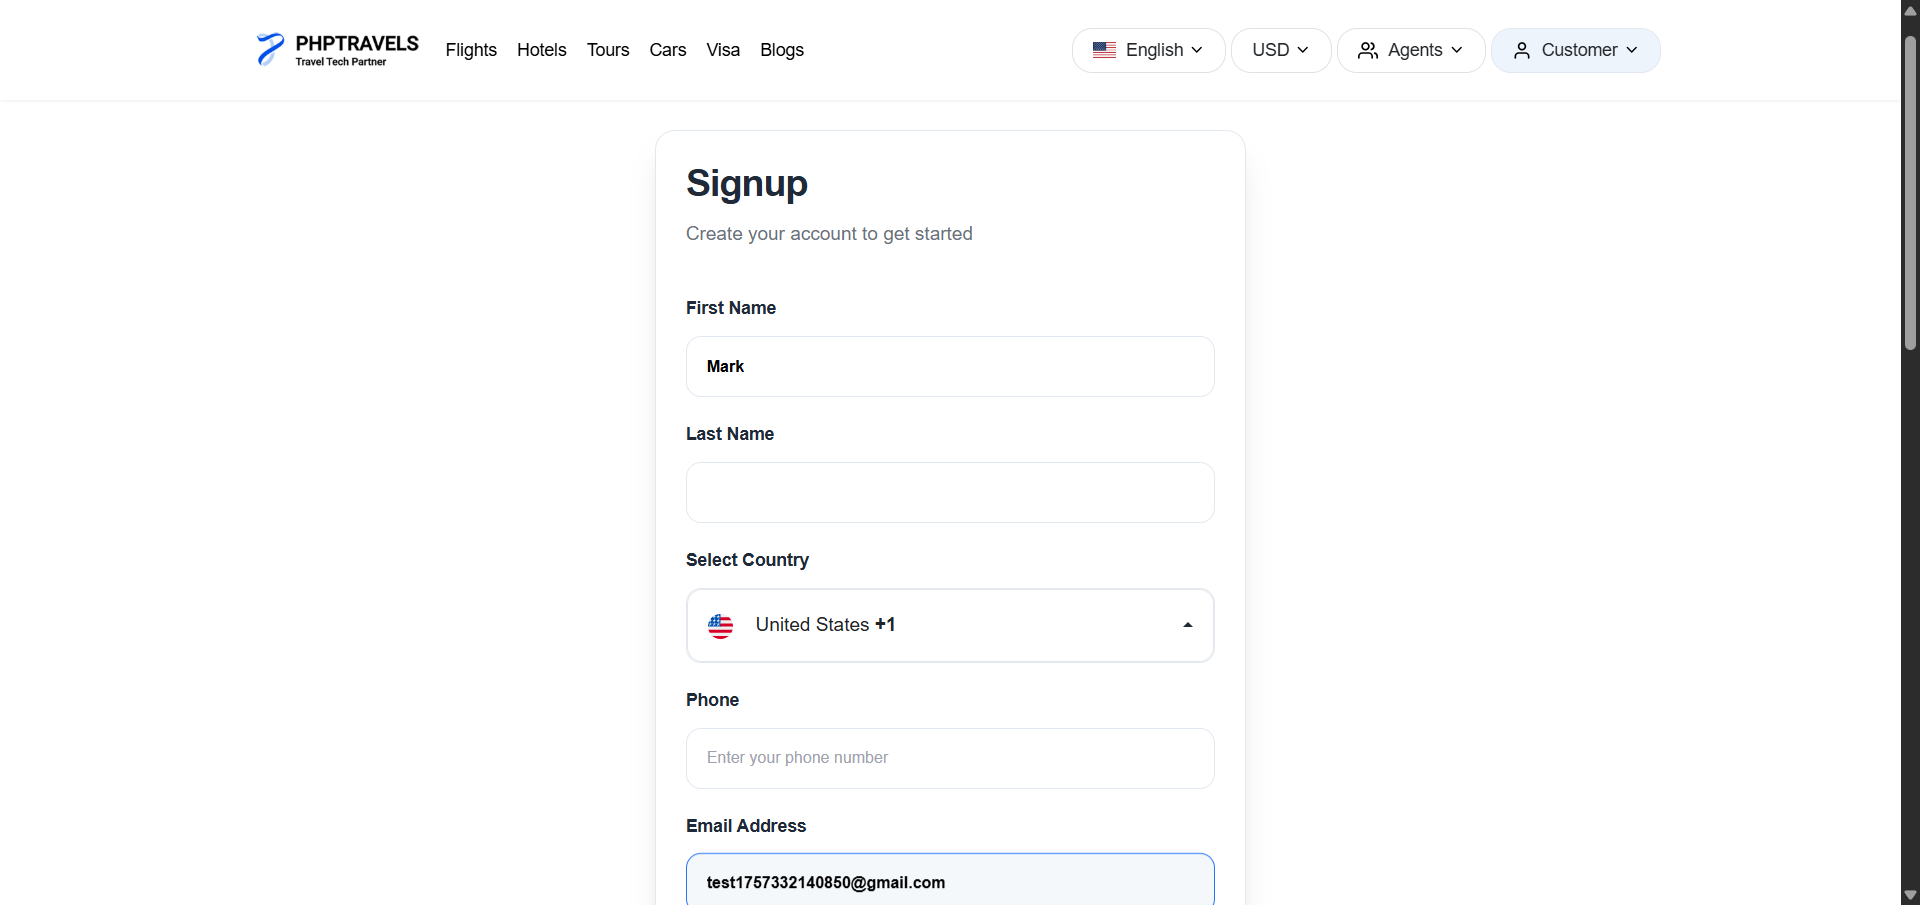 PHPTRAVELS
Travel Tech Partner
Flights Hotels Tours Cars Visa Blogs
English USD Agents Customer
Signup
Create your account to get started
First Name
Mark
Last Name
Select Country
United States +1
Phone
Enter your phone number
Email Address
test1757332140850@gmail.com